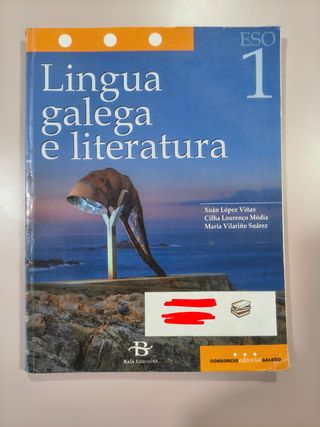 ESO
1
Lingua
galega
e literatura
Xoán López Viñas
Cilha Lourenço Módia
María Vilariño Suárez
B
BAÍA EDICIÓNS
CONSORCIO editorial GALEGO